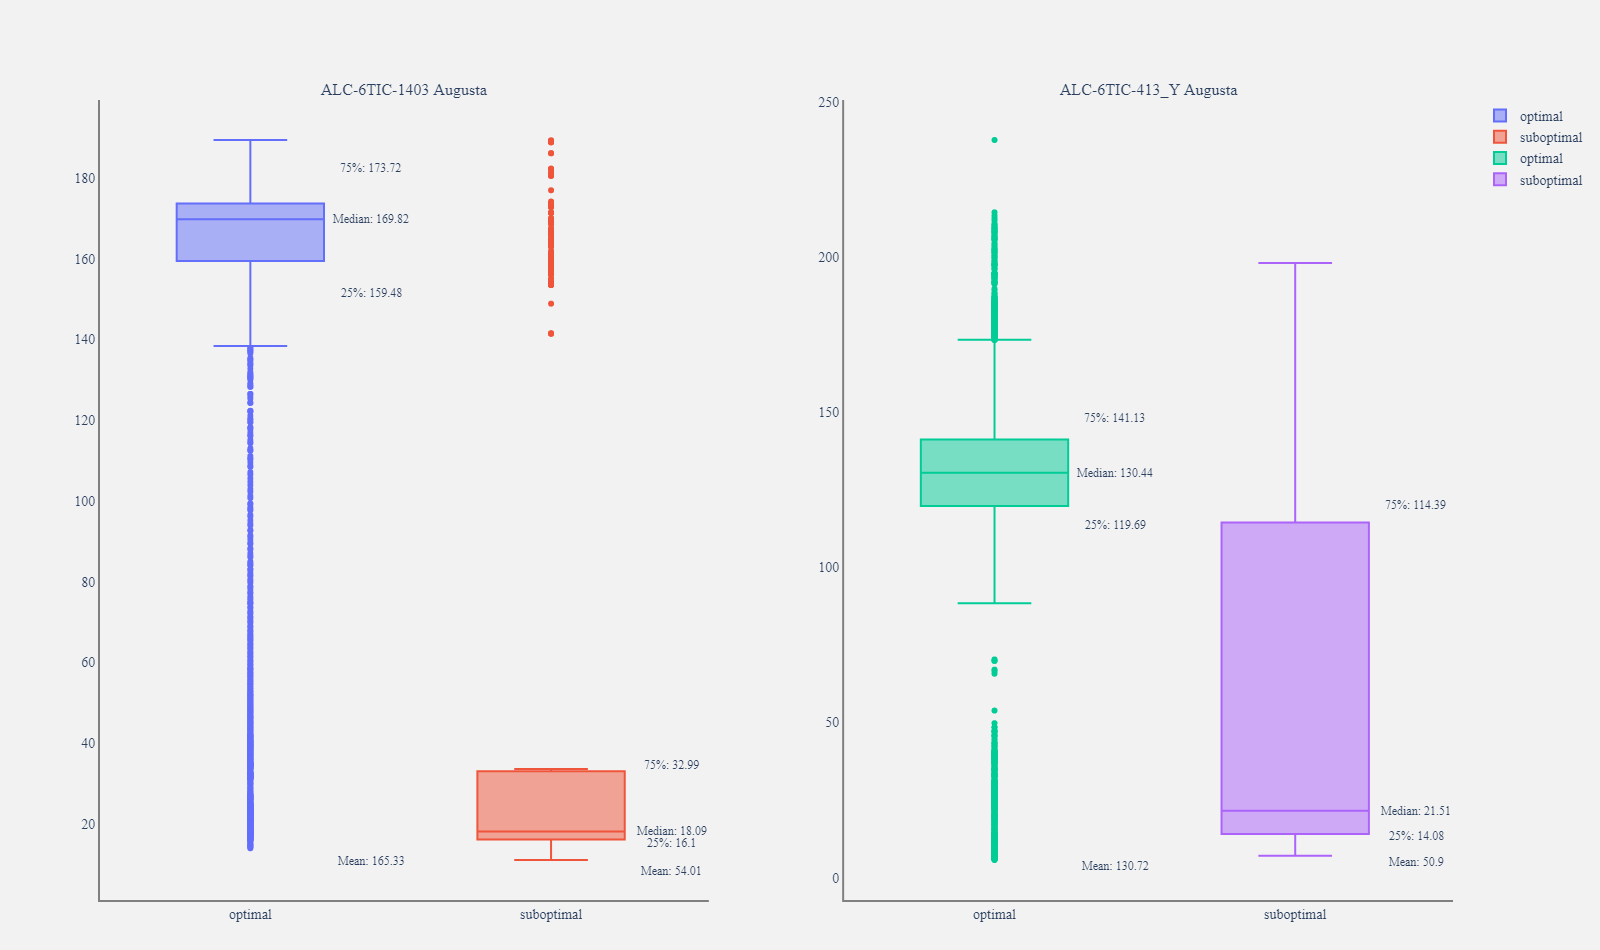 ALC-6TIC-1403 Augusta
180
160
140
120
100
80
60
40
20
75%: 173.72
Median: 169.82
25%: 159.48
Mean: 165.33
75%: 32.99
Median: 18.09
25%: 16.1
Mean: 54.01
optimal
suboptimal
ALC-6TIC-413_Y Augusta
250
200
150
100
50
0
75%: 141.13
Median: 130.44
25%: 119.69
Mean: 130.72
75%: 114.39
Median: 21.51
25%: 14.08
Mean: 50.9
optimal
suboptimal
optimal
suboptimal
optimal
suboptimal